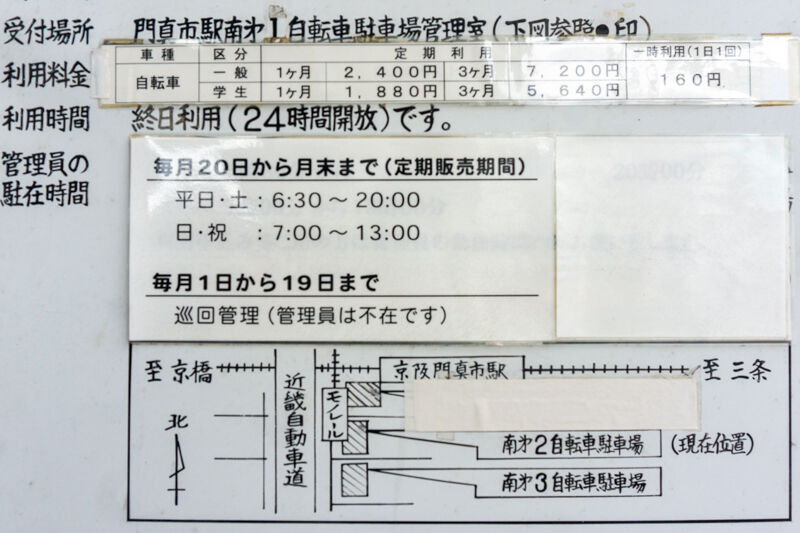 受付場所 門真市駅南第1自転車駐車場管理室(下図参照●印)
利用料金
車種 区分 定期利用 一時利用(1日1回)
自転車 一般 1ヶ月 2,400円 3ヶ月 7,200円 160円
学生 1ヶ月 1,880円 3ヶ月 5,640円
利用時間 終日利用(24時間開放)です。
管理員の
駐在時間
毎月20日から月末まで(定期販売期間)
平日・土:6:30~20:00
日・祝:7:00~13:00
毎月1日から19日まで
巡回管理(管理員は不在です)
至京橋
京阪門真市駅
至三条
近畿自動車道
モノレール
北
南第2自転車駐車場 (現在位置)
南第3自転車駐車場